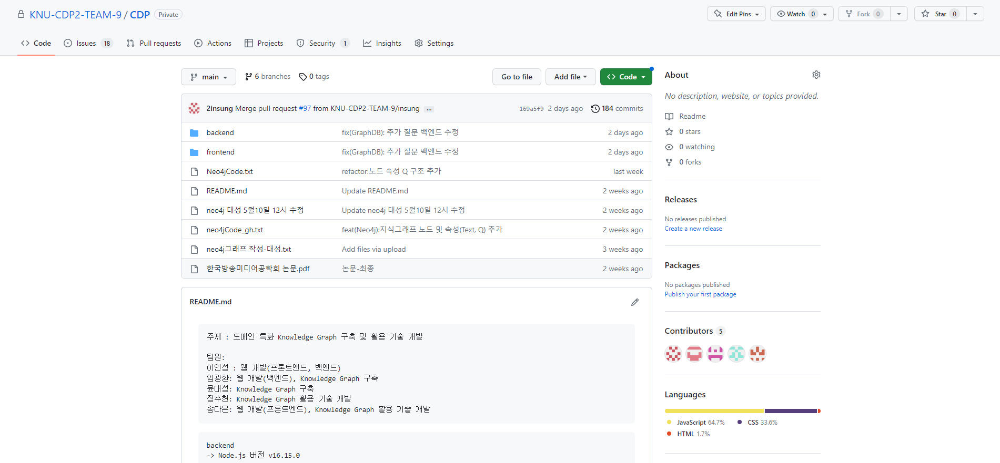 KNU-CDP2-TEAM-9 / CDP Private
Edit Pins Watch 0 Fork 0 Star 0
Code Issues 18 Pull requests Actions Projects Security 1 Insights Settings
main 6 branches 0 tags Go to file Add file Code
2insung Merge pull request #97 from KNU-CDP2-TEAM-9/insung ... 169a5f9 2 days ago 184 commits
backend fix(GraphDB): 추가 질문 백엔드 수정 2 days ago
frontend fix(GraphDB): 추가 질문 백엔드 수정 2 days ago
Neo4jCode.txt refactor:노드 속성 Q 구조 추가 last week
README.md Update README.md 2 weeks ago
neo4j 대성 5월10일 12시 수정 Update neo4j 대성 5월10일 12시 수정 2 weeks ago
neo4jCode_gh.txt feat(Neo4j):지식그래프 노드 및 속성(Text, Q) 추가 2 weeks ago
neo4j그래프 작성-대성.txt Add files via upload 3 weeks ago
한국방송미디어공학회 논문.pdf 논문-최종 2 weeks ago
README.md
주제 : 도메인 특화 Knowledge Graph 구축 및 활용 기술 개발
팀원:
이인성 : 웹 개발(프론트엔드, 백엔드)
임광환: 웹 개발(백엔드), Knowledge Graph 구축
윤대성: Knowledge Graph 구축
정수현: Knowledge Graph 활용 기술 개발
송다은: 웹 개발(프론트엔드), Knowledge Graph 활용 기술 개발
backend
-> Node.js 버전 v16.15.0
About
No description, website, or topics provided.
Readme
0 stars
0 watching
0 forks
Releases
No releases published
Create a new release
Packages
No packages published
Publish your first package
Contributors 5
Languages
JavaScript 64.7% CSS 33.6%
HTML 1.7%